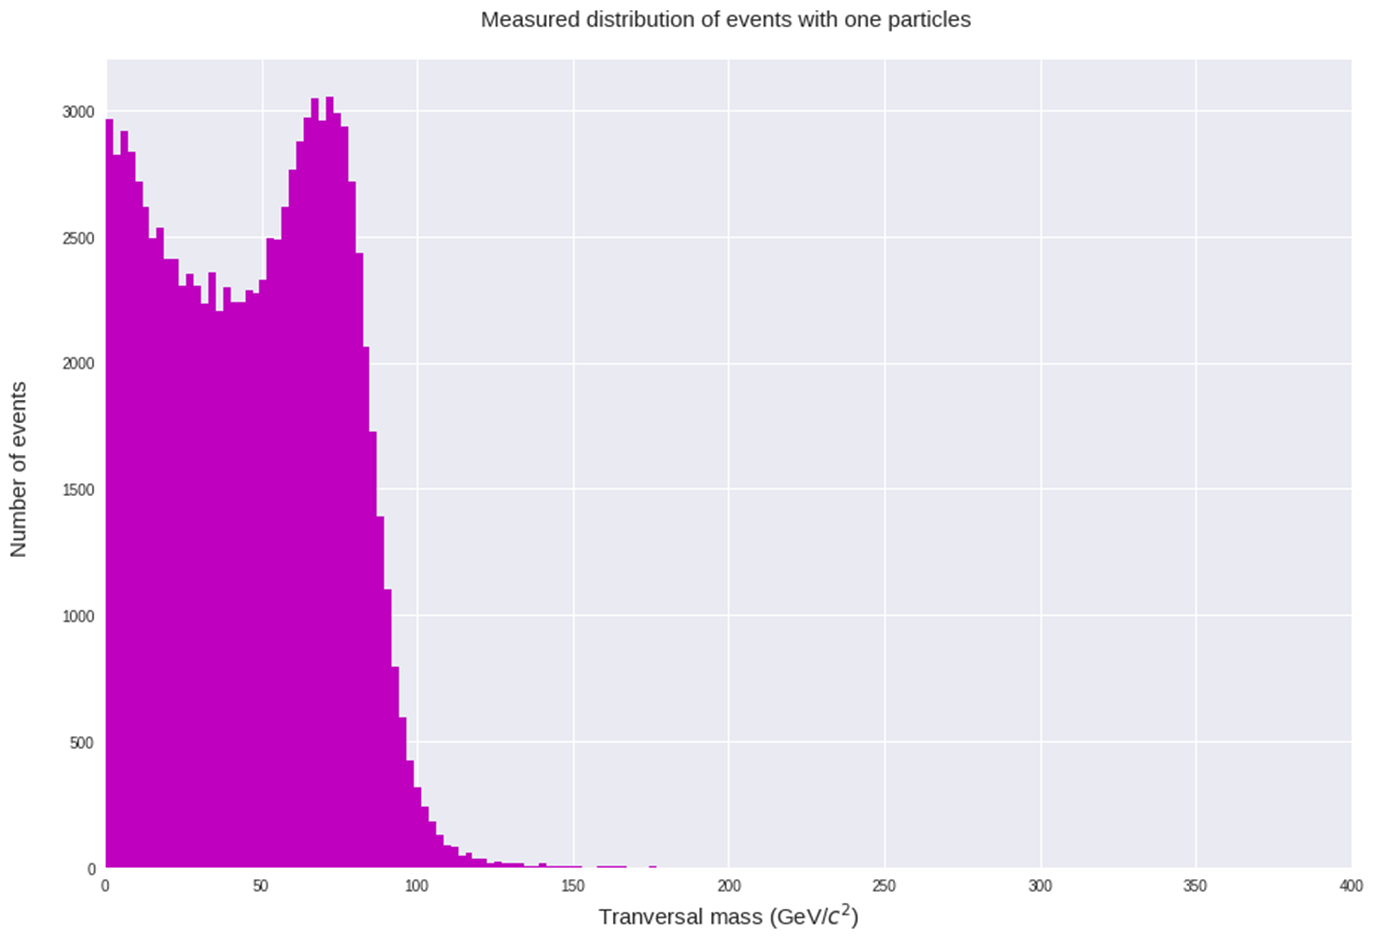 Measured distribution of events with one particles
3000
2500
2000
1500
1000
500
0
Number of events
0 50 100 150 200 250 300 350 400
Tranversal mass (GeV/c²)